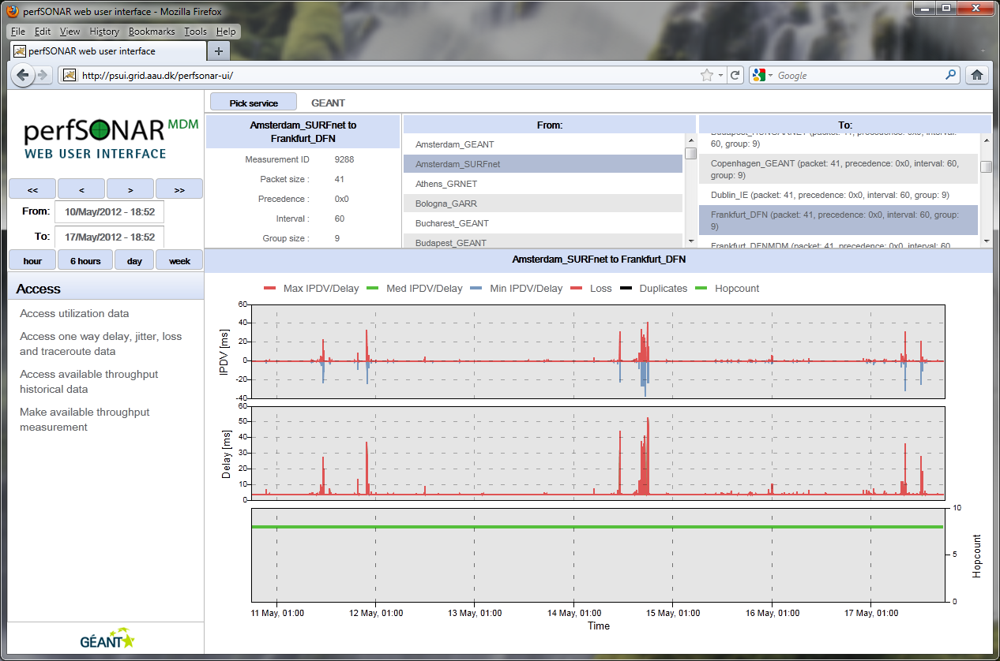 perfSONAR web user interface - Mozilla Firefox
File Edit View History Bookmarks Tools Help
perfSONAR web user interface
http://psui.grid.aau.dk/perfsonar-ui/
Google
perfSONAR MDM
WEB USER INTERFACE
<< < > >>
From: 10/May/2012 - 18:52
To: 17/May/2012 - 18:52
hour 6 hours day week
Access
Access utilization data
Access one way delay, jitter, loss
and traceroute data
Access available throughput
historical data
Make available throughput
measurement
GÉANT
Pick service GEANT
Amsterdam_SURFnet to
Frankfurt_DFN
Measurement ID 9288
Packet size : 41
Precedence : 0x0
Interval : 60
Group size : 9
From:
Amsterdam_GEANT
Amsterdam_SURFnet
Athens_GRNET
Bologna_GARR
Bucharest_GEANT
Budapest_GEANT
To:
Budapest_HUNGARNET (packet: 41, precedence: 0x0, interval:
60, group: 9)
Copenhagen_GEANT (packet: 41, precedence: 0x0, interval: 60,
group: 9)
Dublin_IE (packet: 41, precedence: 0x0, interval: 60, group: 9)
Frankfurt_DFN (packet: 41, precedence: 0x0, interval: 60, group:
9)
Frankfurt_DFNMDM (packet: 41, precedence: 0x0, interval: 60,
Amsterdam_SURFnet to Frankfurt_DFN
Max IPDV/Delay Med IPDV/Delay Min IPDV/Delay Loss Duplicates Hopcount
IPDV [ms]
60
40
20
0
-20
-40
Delay [ms]
60
50
40
30
20
10
0
10
5
0
Hopcount
11 May, 01:00 12 May, 01:00 13 May, 01:00 14 May, 01:00 15 May, 01:00 16 May, 01:00 17 May, 01:00
Time